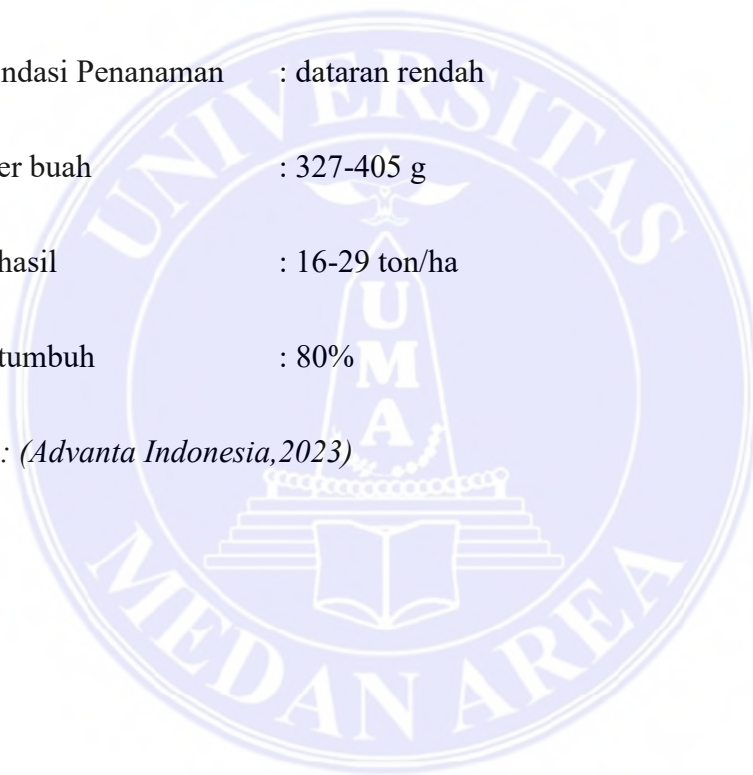 ndasi Penanaman : dataran rendah
er buah : 327-405 g
hasil : 16-29 ton/ha
tumbuh : 80%
: (Advanta Indonesia,2023)
UNIVERSITAS
UMA
MEDAN AREA